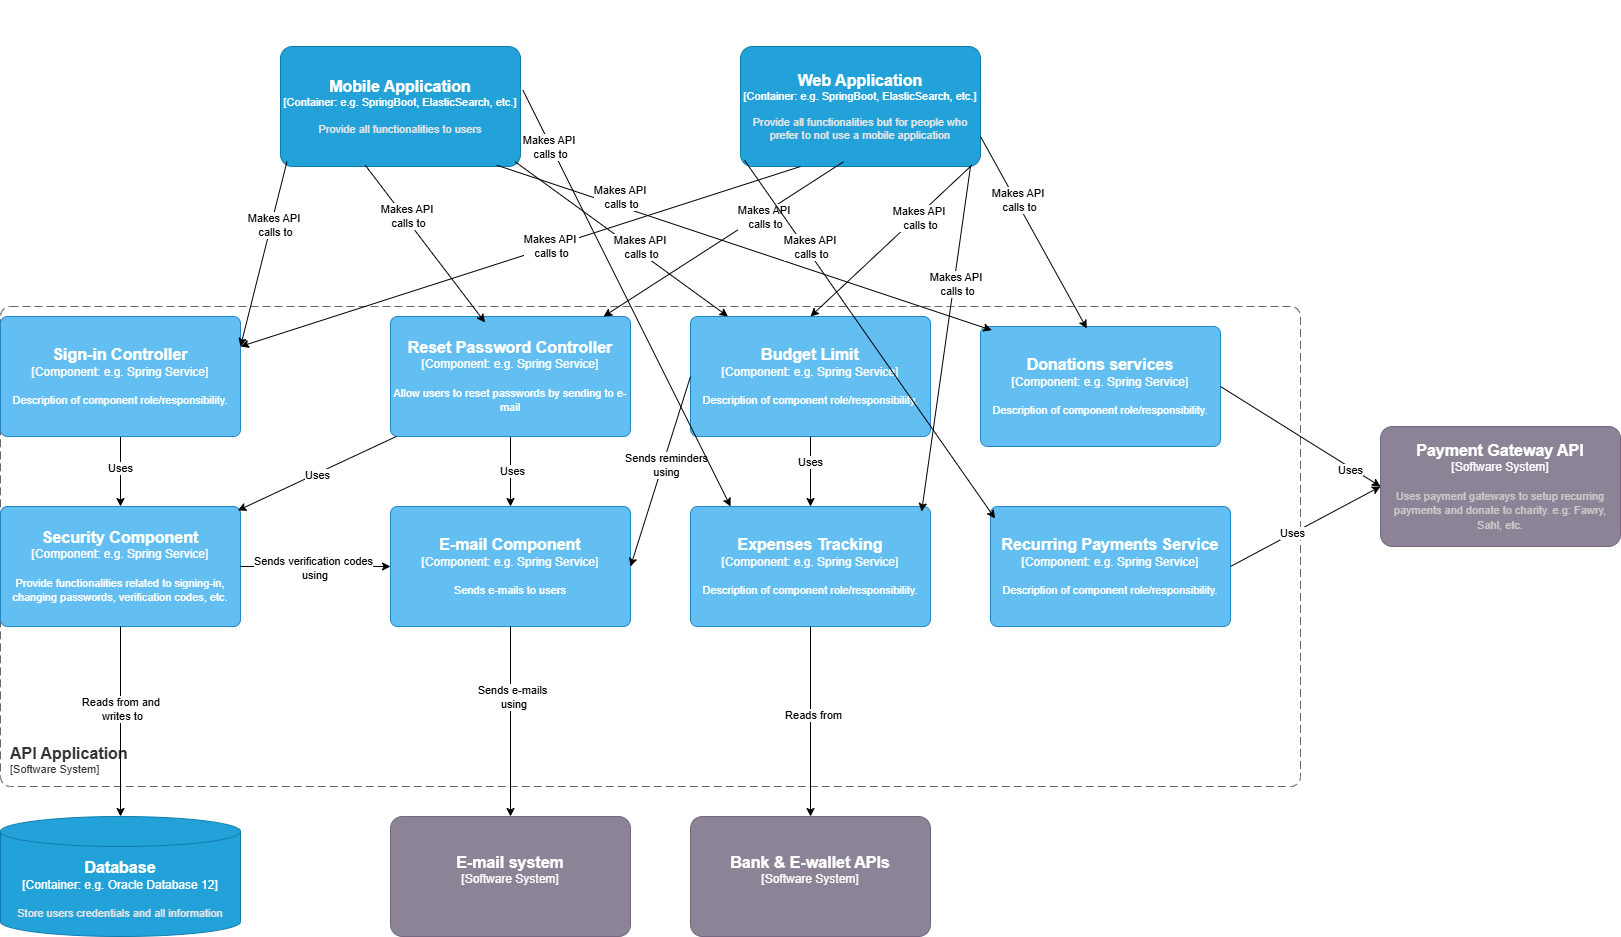 Mobile Application
[Container: e.g. SpringBoot, ElasticSearch, etc.]
Provide all functionalities to users
Web Application
[Container: e.g. SpringBoot, ElasticSearch, etc.]
Provide all functionalities but for people who
prefer to not use a mobile application
Makes API
calls to
Makes API
calls to
Makes API
calls to
Makes API
calls to
Makes API
calls to
Makes API
calls to
Makes API
calls to
Makes API
calls to
Makes API
calls to
Makes API
calls to
Makes API
calls to
Sign-in Controller
[Component: e.g. Spring Service]
Description of component role/responsibility.
Reset Password Controller
[Component: e.g. Spring Service]
Allow users to reset passwords by sending to e-
mail
Budget Limit
[Component: e.g. Spring Service]
Description of component role/responsibility.
Donations services
[Component: e.g. Spring Service]
Description of component role/responsibility.
Payment Gateway API
[Software System]
Uses payment gateways to setup recurring
payments and donate to charity. e.g: Fawry,
Sahl, etc.
Uses
Uses
Uses
Sends reminders
using
Uses
Uses
Uses
Security Component
[Component: e.g. Spring Service]
Provide functionalities related to signing-in,
changing passwords, verification codes, etc.
Sends verification codes
using
E-mail Component
[Component: e.g. Spring Service]
Sends e-mails to users
Expenses Tracking
[Component: e.g. Spring Service]
Description of component role/responsibility.
Recurring Payments Service
[Component: e.g. Spring Service]
Description of component role/responsibility.
Reads from and
writes to
Sends e-mails
using
Reads from
API Application
[Software System]
Database
[Container: e.g. Oracle Database 12]
Store users credentials and all information
E-mail system
[Software System]
Bank & E-wallet APIs
[Software System]